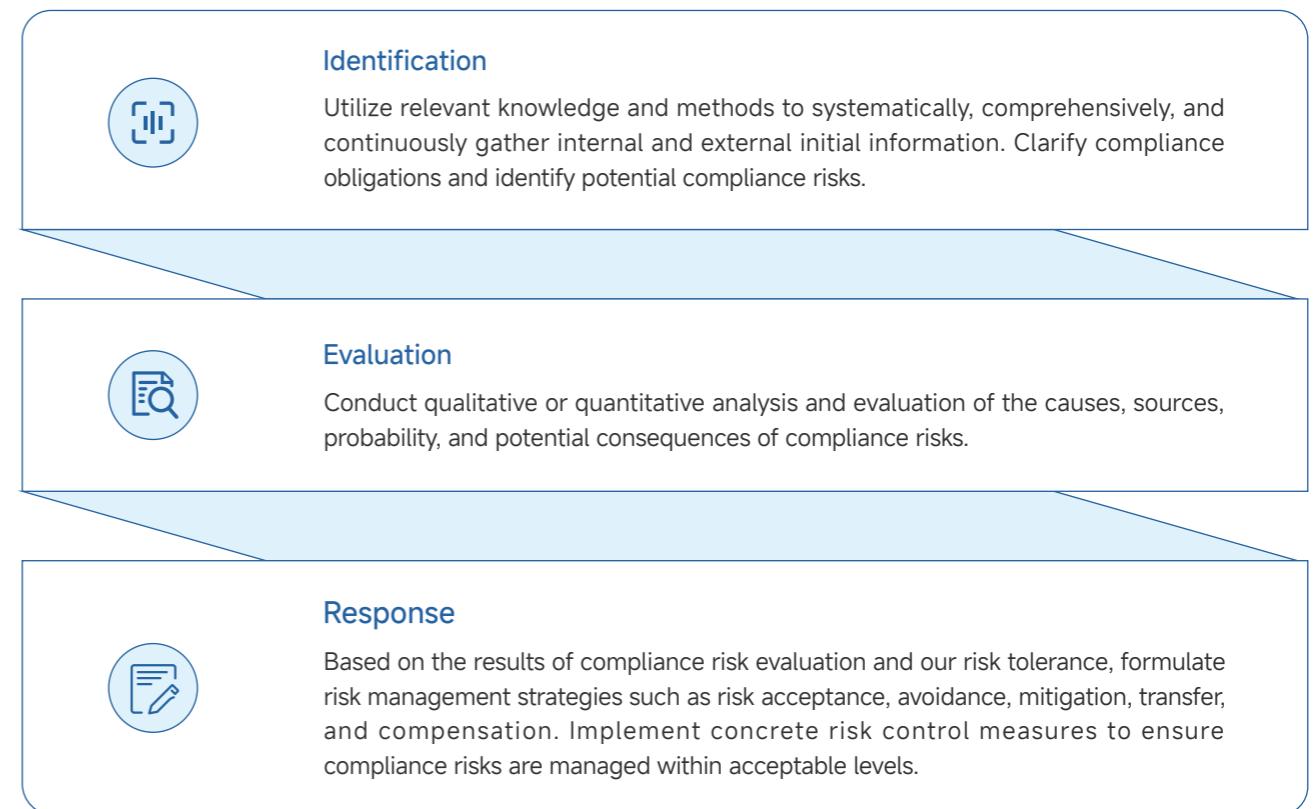 Identification
Utilize relevant knowledge and methods to systematically, comprehensively, and
continuously gather internal and external initial information. Clarify compliance
obligations and identify potential compliance risks.
Evaluation
Conduct qualitative or quantitative analysis and evaluation of the causes, sources,
probability, and potential consequences of compliance risks.
Response
Based on the results of compliance risk evaluation and our risk tolerance, formulate
risk management strategies such as risk acceptance, avoidance, mitigation, transfer,
and compensation. Implement concrete risk control measures to ensure
compliance risks are managed within acceptable levels.